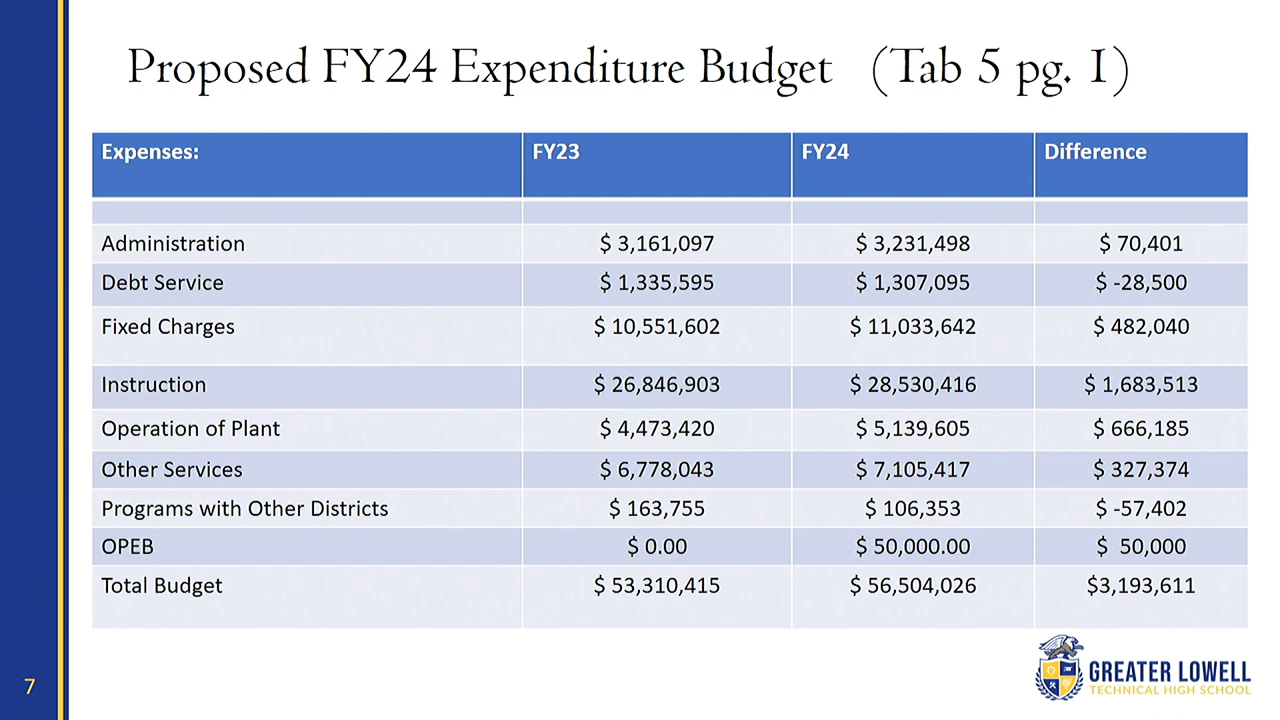 Proposed FY24 Expenditure Budget (Tab 5 pg. 1)
Expenses: FY23 FY24 Difference
Administration $ 3,161,097 $ 3,231,498 $ 70,401
Debt Service $ 1,335,595 $ 1,307,095 $ -28,500
Fixed Charges $ 10,551,602 $ 11,033,642 $ 482,040
Instruction $ 26,846,903 $ 28,530,416 $ 1,683,513
Operation of Plant $ 4,473,420 $ 5,139,605 $ 666,185
Other Services $ 6,778,043 $ 7,105,417 $ 327,374
Programs with Other Districts $ 163,755 $ 106,353 $ -57,402
OPEB $ 0.00 $ 50,000.00 $ 50,000
Total Budget $ 53,310,415 $ 56,504,026 $3,193,611
7
GREATER LOWELL
TECHNICAL HIGH SCHOOL